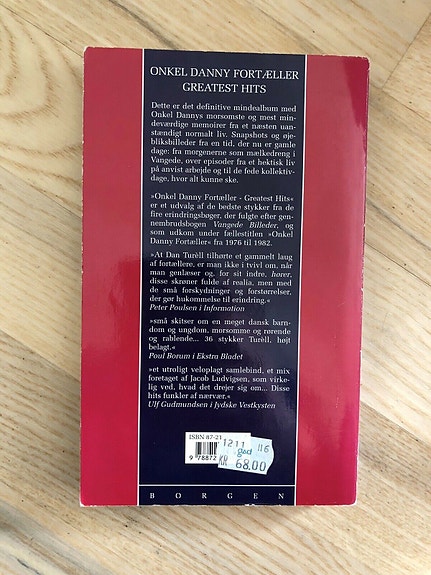 ONKEL DANNY FORTÆLLER
GREATEST HITS
Dette er det definitive mindealbum med
Onkel Dannys morsomste og mest min-
deværdige memoirer fra et næsten uan-
stændigt normalt liv. Snapshots og øje-
bliksbilleder fra en tid, der nu er gamle
dage: fra morgenerne som mælkedreng i
Vangede, over episoder fra et hektisk liv
på anvist arbejde og til de fede kollektiv-
dage, hvor alt kunne ske.
»Onkel Danny Fortæller - Greatest Hits«
er et udvalg af de bedste stykker fra de
fire erindringsbøger, der fulgte efter gen-
nembrudsbogen Vangede Billeder, og
som udkom under fællestitlen »Onkel
Danny Fortæller« fra 1976 til 1982.
»At Dan Turèll tilhørte et gammelt laug
af fortællere, er man ikke i tvivl om, når
man genlæser og, for sit indre, hører,
disse skrøner fulde af realia, men med
de små forskydninger og forstørrelser,
der gør hukommelse til erindring.«
Peter Poulsen i Information
»små skitser om en meget dansk barn-
dom og ungdom, morsomme og rørende
og rablende... 36 stykker Turèll, højt
belagt.«
Poul Borum i Ekstra Bladet
»et utroligt veloplagt samlebind, et mix
foretaget af Jacob Ludvigsen, som virke-
lig ved, hvad det drejer sig om... Disse
hits funkler af nærvær.«
Ulf Gudmundsen i Jydske Vestkysten
ISBN 87-21
1211 116
god
KR 68.00
9 78872
BORGEN